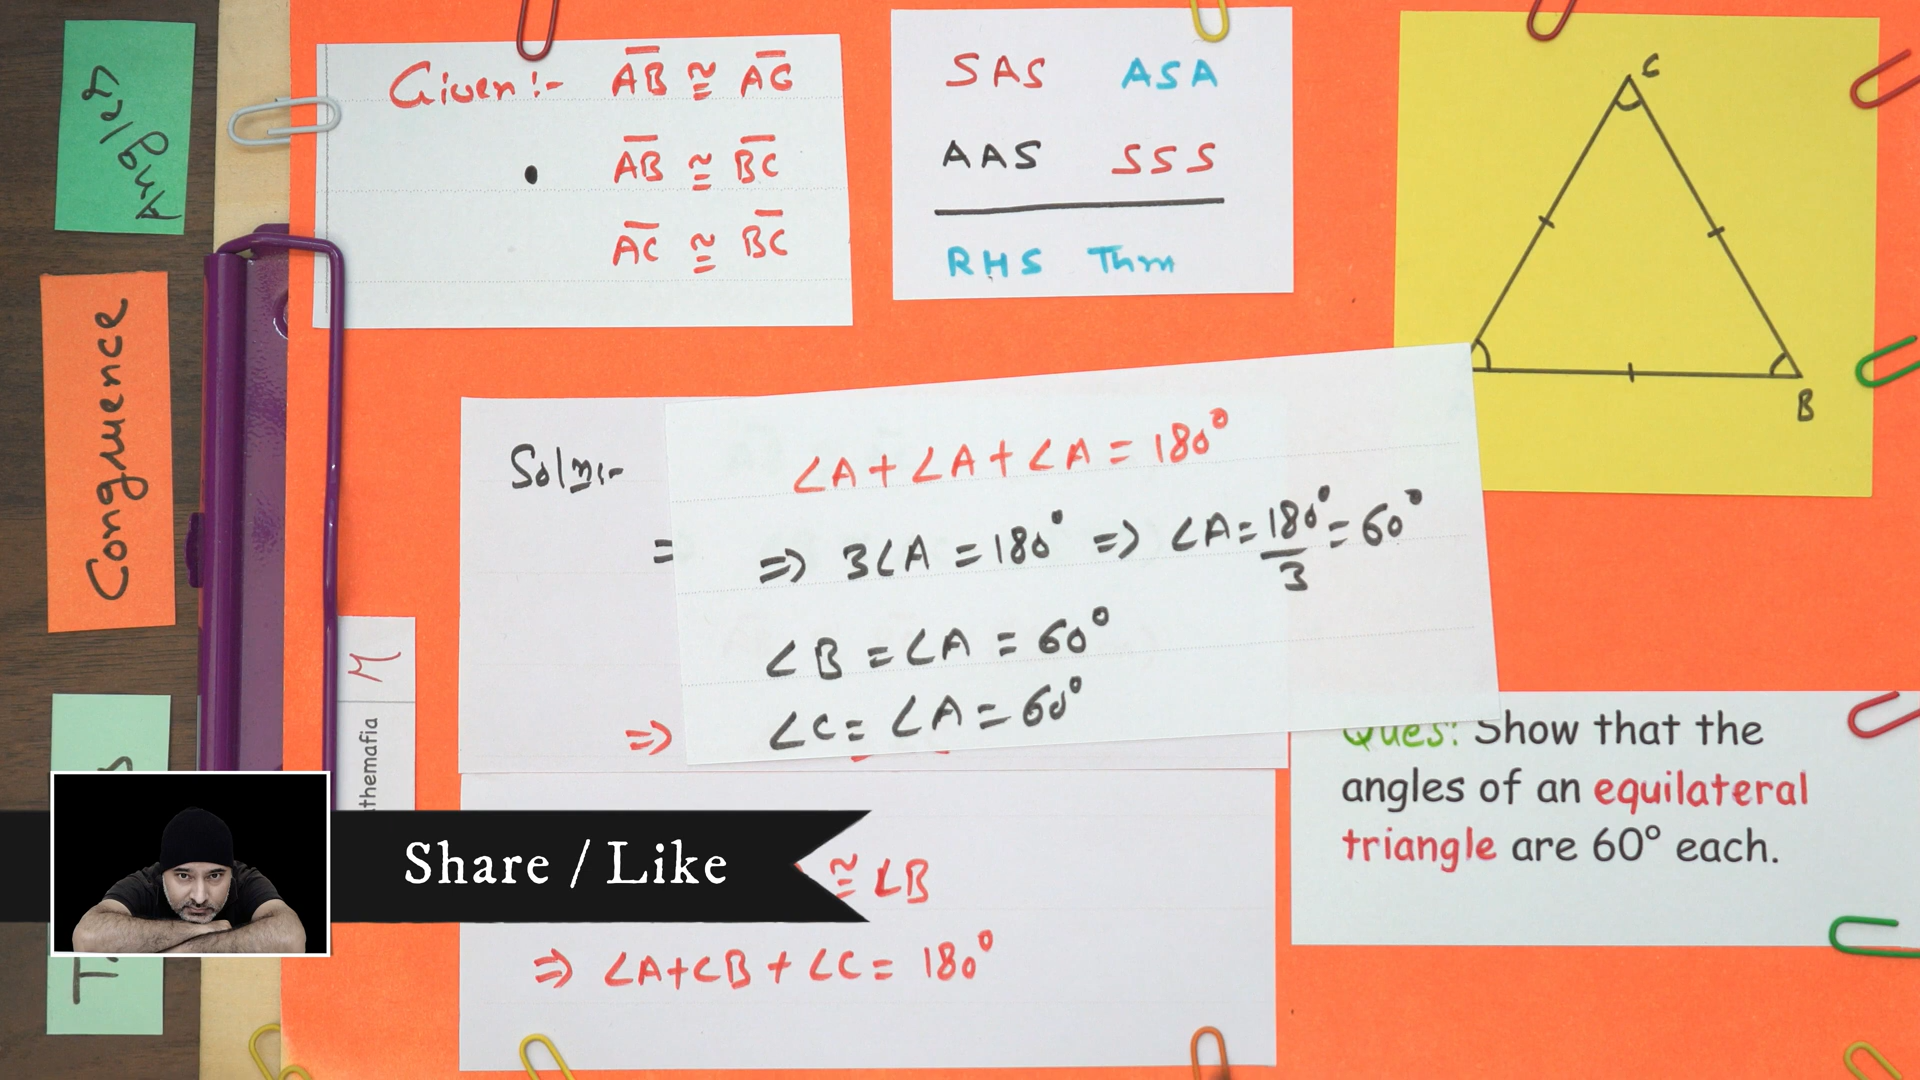 Angles
Congruence
Given:- AB ≅ AC
AB ≅ BC
AC ≅ BC
SAS ASA
AAS SSS
RHS Thm
C
B
Soln:-
=
⇒
∠A + ∠A + ∠A = 180°
⇒ 3∠A = 180° ⇒ ∠A = 180°/3 = 60°
∠B = ∠A = 60°
∠C = ∠A = 60°
M
themafia
Ques: Show that the
angles of an equilateral
triangle are 60° each.
Share / Like
≅ ∠B
⇒ ∠A + ∠B + ∠C = 180°